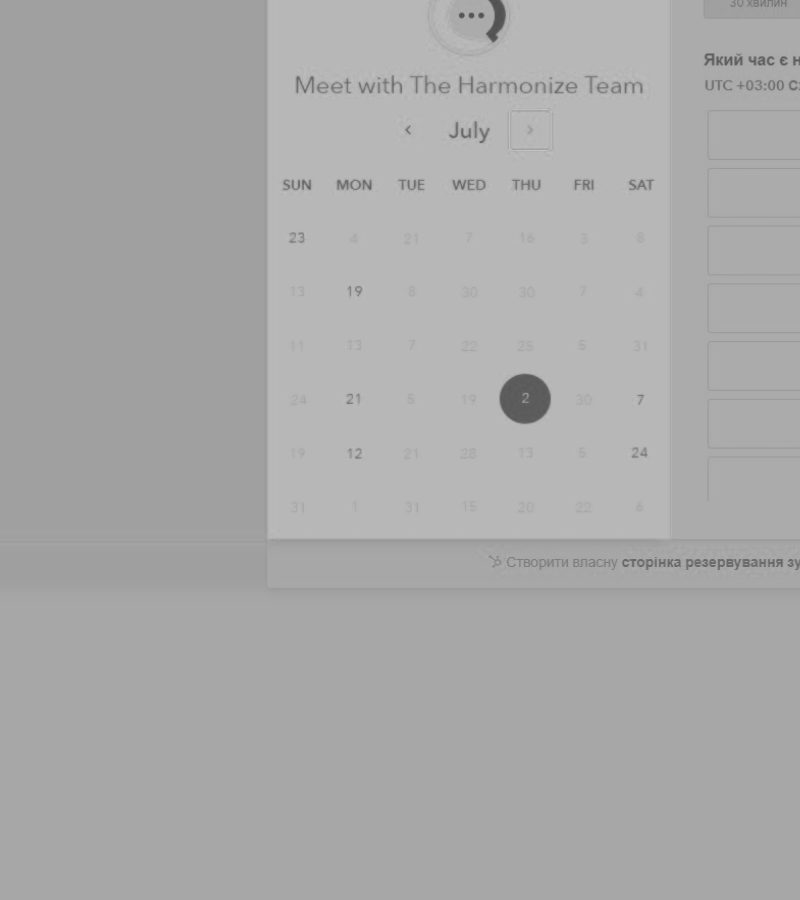 30 хвилин
Meet with The Harmonize Team
July
Який час є н
UTC +03:00 С
SUN MON TUE WED THU FRI SAT
23 4 21 7 16 3 8
13 19 8 30 30 7 4
11 13 7 22 25 5 31
24 21 5 19 2 30 7
19 12 21 28 13 5 24
31 1 31 15 20 22 6
Створити власну сторінка резервування зу